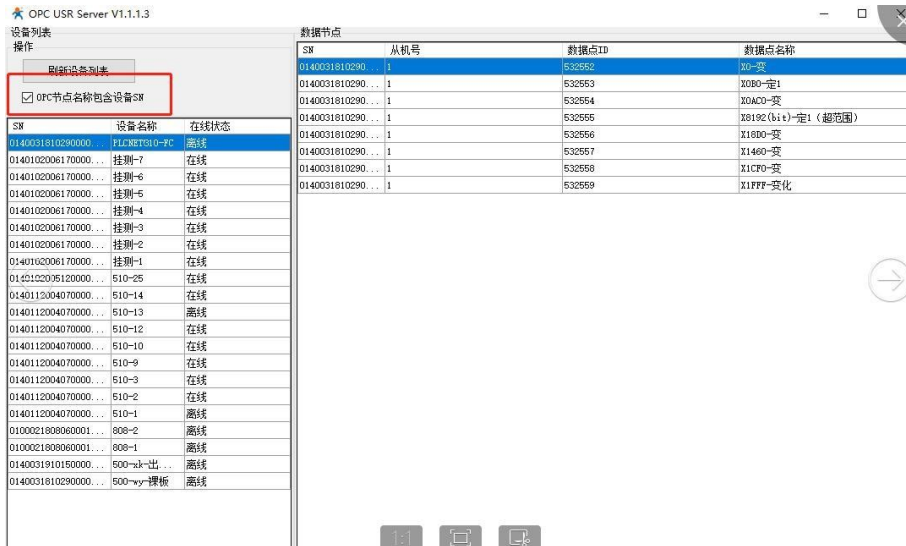 OPC USR Server V1.1.1.3
设备列表
操作
刷新设备列表
OPC节点名称包含设备SN
SN 设备名称 在线状态
0140031810290000... PLCNETG10-FC 离线
0140102006170000... 挂测-7 在线
0140102006170000... 挂测-6 在线
0140102006170000... 挂测-5 在线
0140102006170000... 挂测-4 在线
0140102006170000... 挂测-3 在线
0140102006170000... 挂测-2 在线
0140102006170000... 挂测-1 在线
0140102005120000... 510-25 在线
0140112004070000... 510-14 在线
0140112004070000... 510-13 离线
0140112004070000... 510-12 在线
0140112004070000... 510-10 在线
0140112004070000... 510-9 在线
0140112004070000... 510-3 在线
0140112004070000... 510-2 在线
0140112004070000... 510-1 离线
0100021808060001... 808-2 离线
0100021808060001... 808-1 离线
0140031910150000... 500-xk-出... 离线
0140031810290000... 500-wy-裸板 离线
数据节点
SN 从机号 数据点ID 数据点名称
0140031810290... 1 532552 X0-变
0140031810290... 1 532553 X0B0-定1
0140031810290... 1 532554 X0AC0-变
0140031810290... 1 532555 X8192(bit)-定1（超范围）
0140031810290... 1 532556 X18D0-变
0140031810290... 1 532557 X1460-变
0140031810290... 1 532558 X1CF0-变
0140031810290... 1 532559 X1FFF-变化
1:1